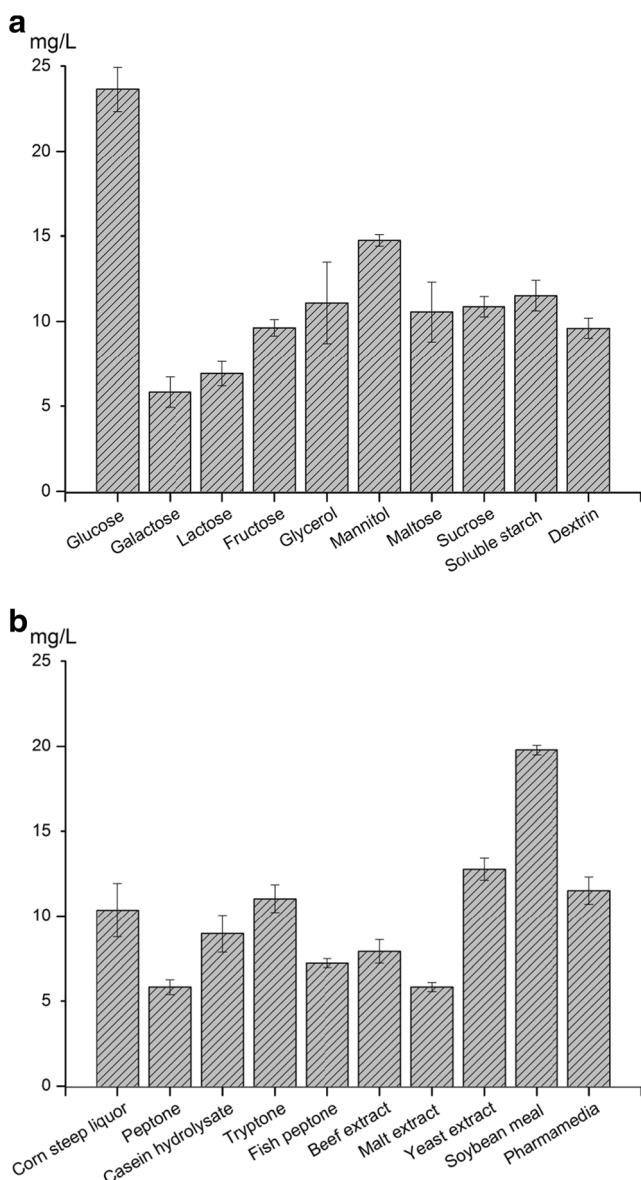 a
mg/L
25
20
15
10
5
0
Glucose
Galactose
Lactose
Fructose
Glycerol
Mannitol
Maltose
Sucrose
Soluble starch
Dextrin
b
mg/L
25
20
15
10
5
0
Corn steep liquor
Peptone
Casein hydrolysate
Tryptone
Fish peptone
Beef extract
Malt extract
Yeast extract
Soybean meal
Pharnamedia